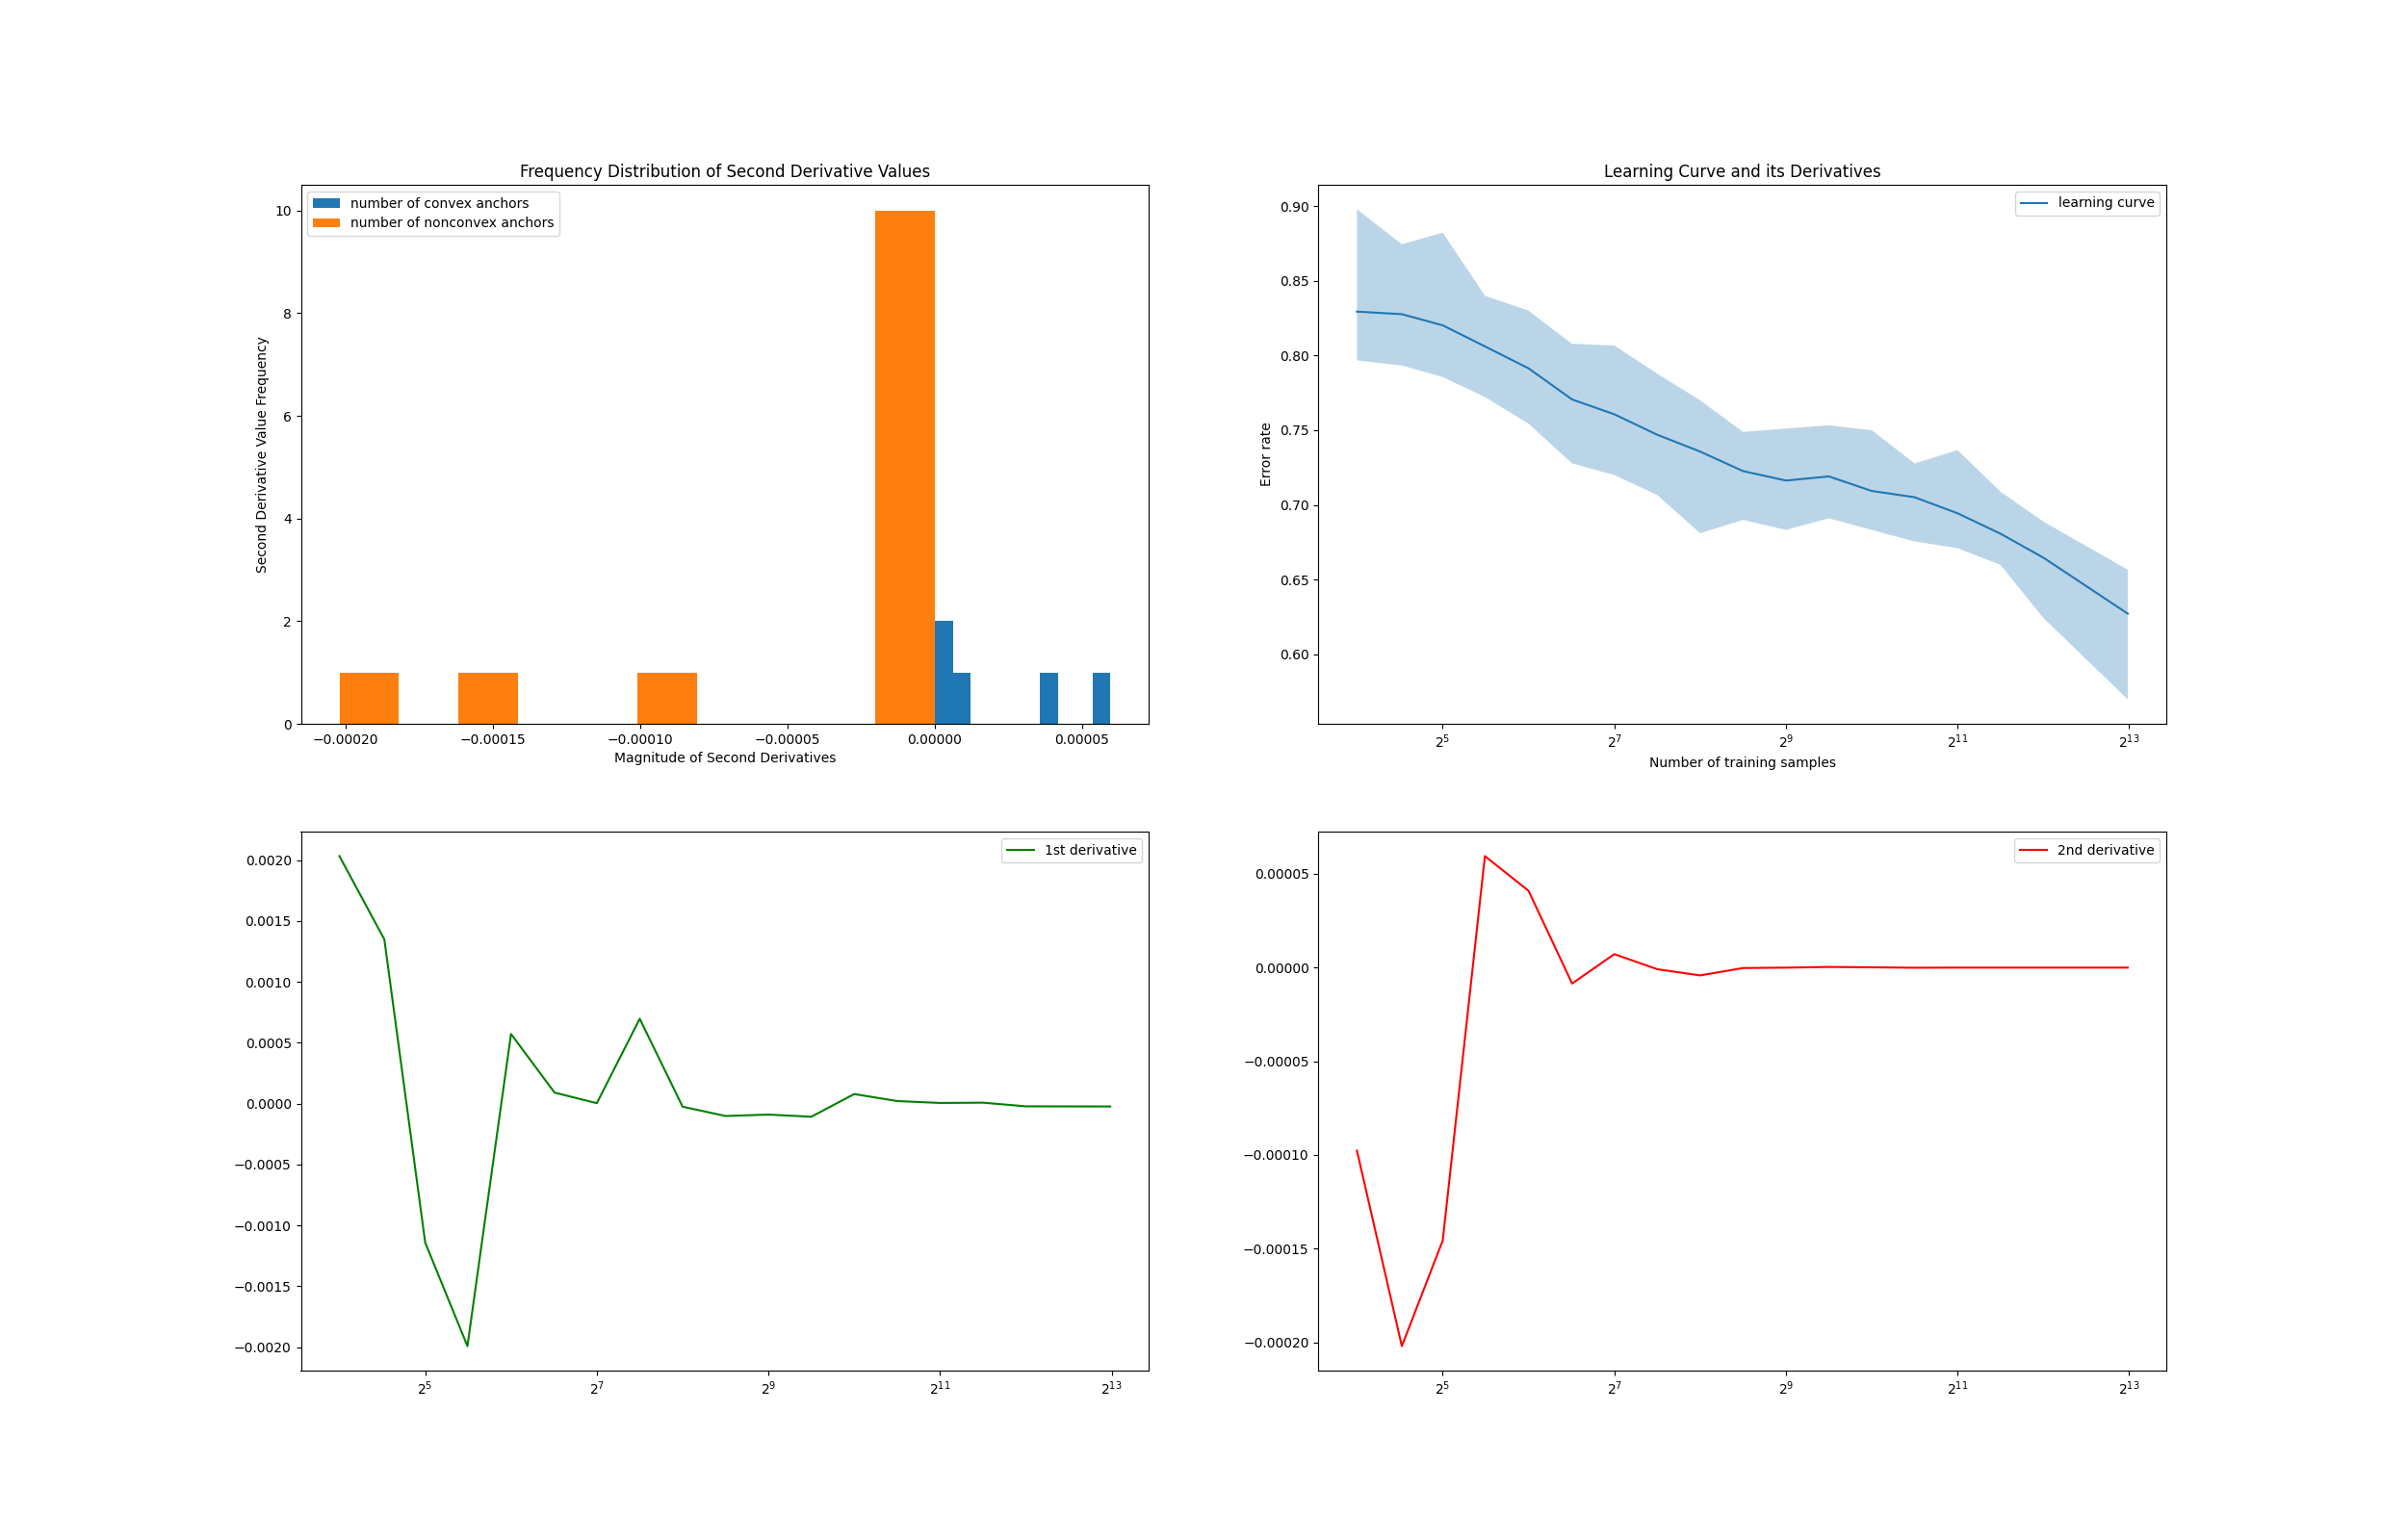 Frequency Distribution of Second Derivative Values
number of convex anchors
number of nonconvex anchors
10
8
6
4
2
0
Second Derivative Value Frequency
−0.00020 −0.00015 −0.00010 −0.00005 0.00000 0.00005
Magnitude of Second Derivatives
Learning Curve and its Derivatives
learning curve
0.90
0.85
0.80
0.75
0.70
0.65
0.60
Error rate
2^5 2^7 2^9 2^11 2^13
Number of training samples
1st derivative
0.0020
0.0015
0.0010
0.0005
0.0000
−0.0005
−0.0010
−0.0015
−0.0020
2^5 2^7 2^9 2^11 2^13
2nd derivative
0.00005
0.00000
−0.00005
−0.00010
−0.00015
−0.00020
2^5 2^7 2^9 2^11 2^13